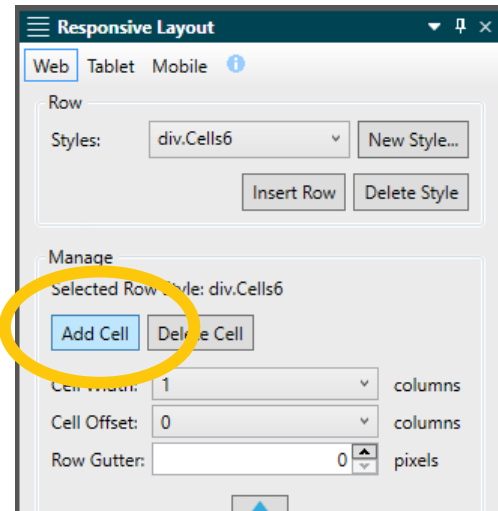 Responsive Layout
Web Tablet Mobile i
Row
Styles: div.Cells6 New Style...
Insert Row Delete Style
Manage
Selected Row Style: div.Cells6
Add Cell Delete Cell
Cell Width: 1 columns
Cell Offset: 0 columns
Row Gutter: 0 pixels